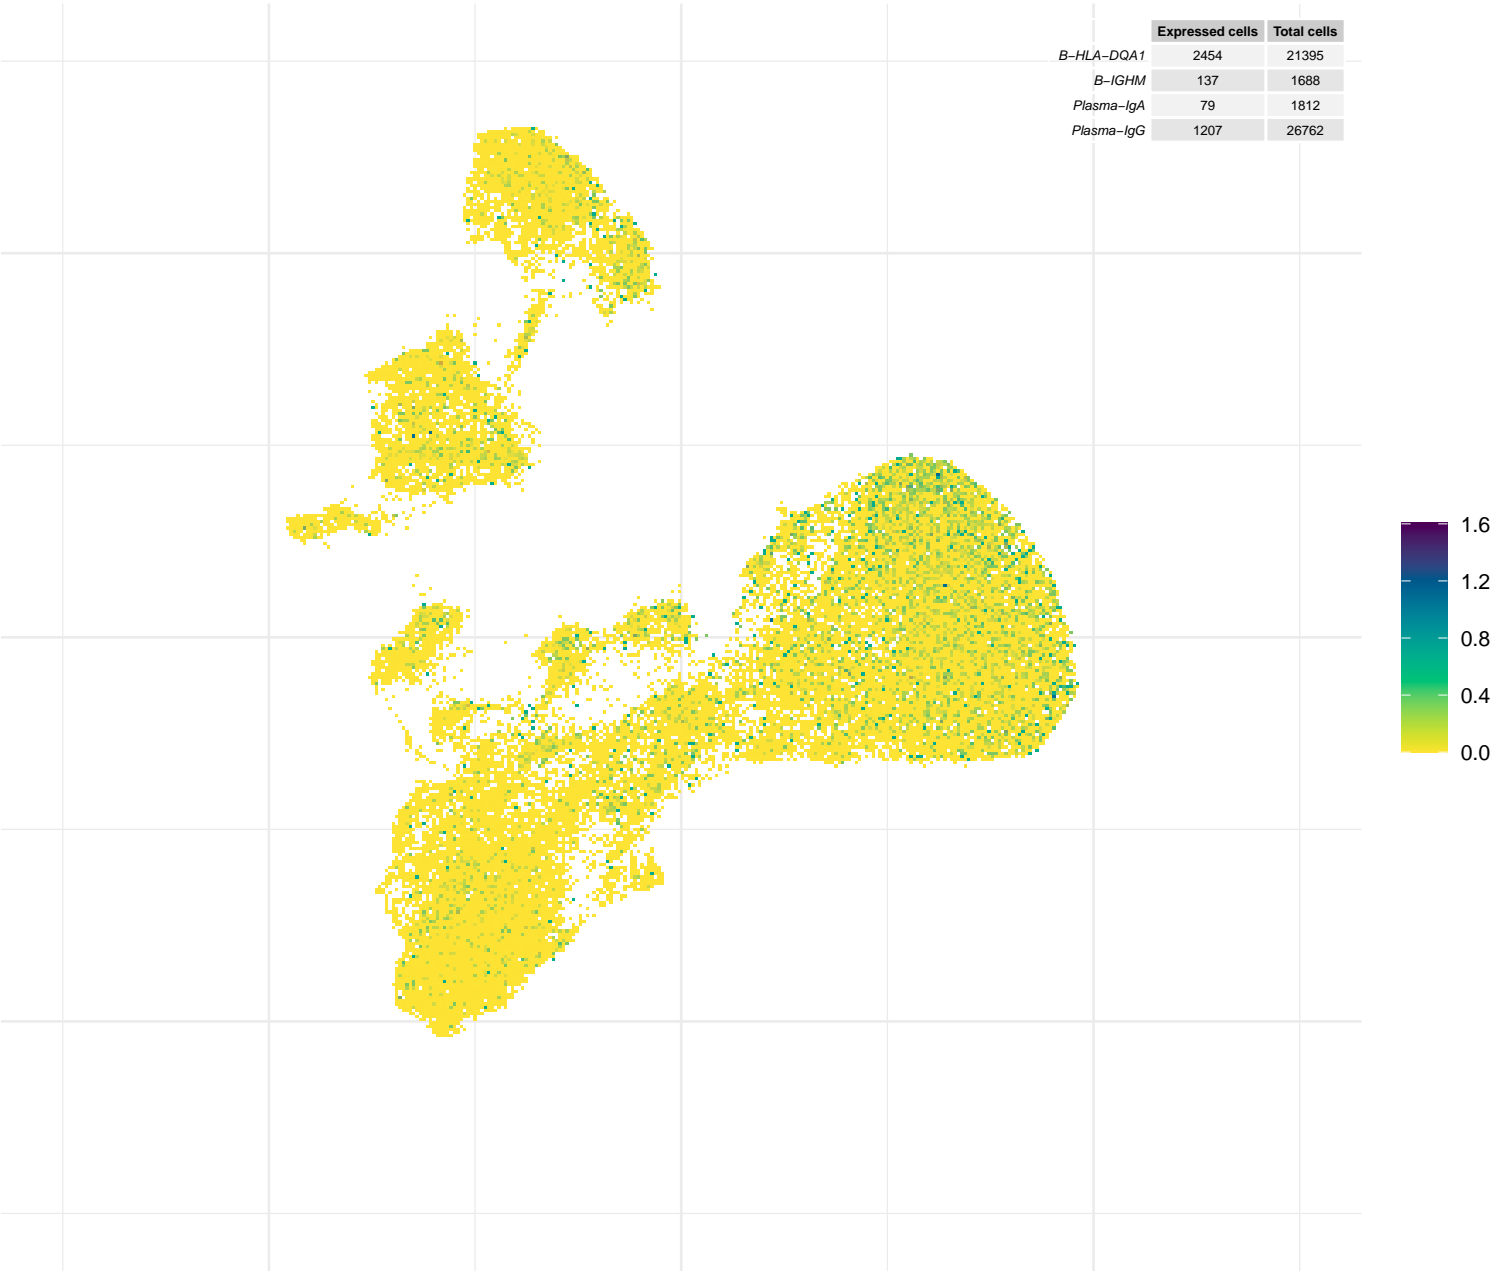 Expressed cells Total cells
B−HLA−DQA1 2454 21395
B−IGHM 137 1688
Plasma−IgA 79 1812
Plasma−IgG 1207 26762
1.6
1.2
0.8
0.4
0.0